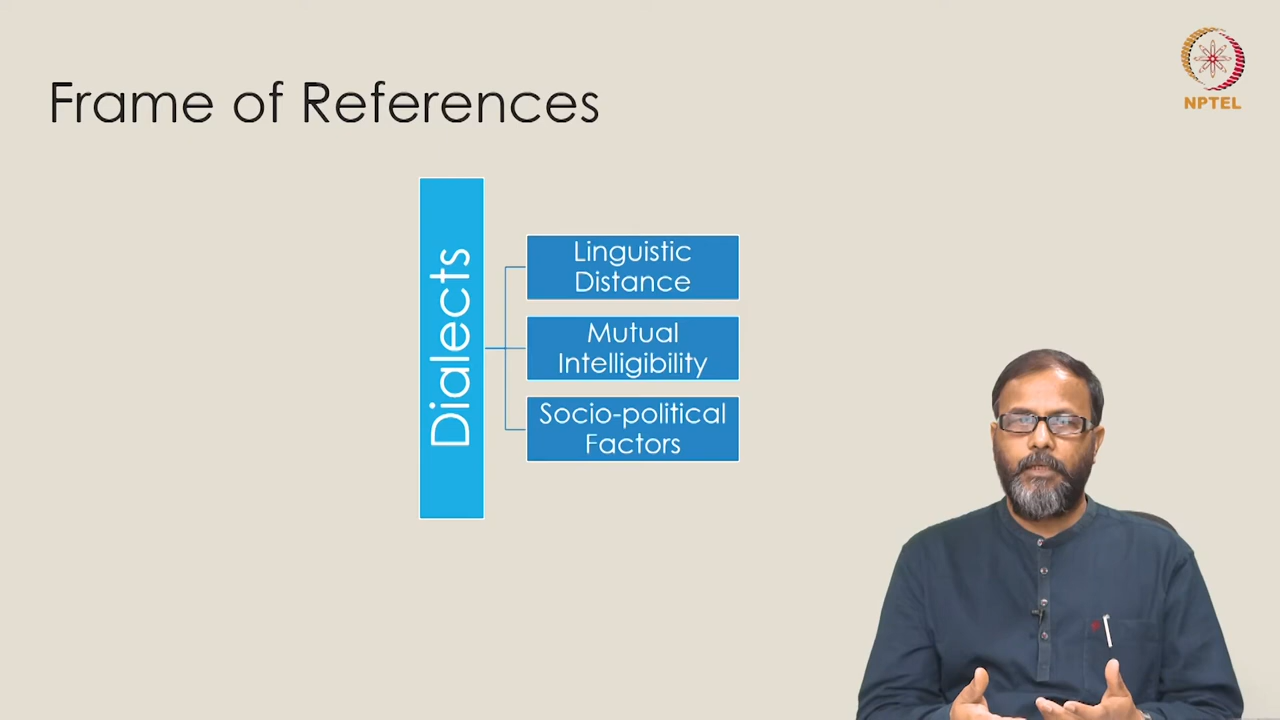 Frame of References
NPTEL
Dialects
Linguistic
Distance
Mutual
Intelligibility
Socio-political
Factors